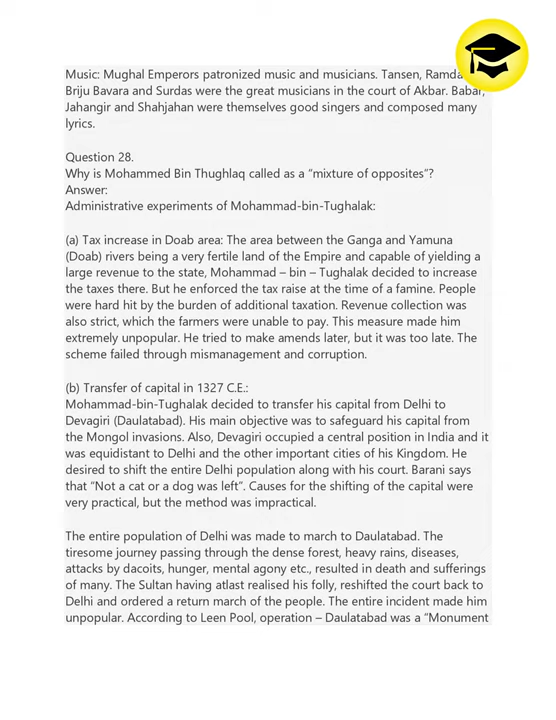 Music: Mughal Emperors patronized music and musicians. Tansen,
Briju Bavara and Surdas were the great musicians in the court of Akbar. Babar,
Jahangir and Shahjahan were themselves good singers and composed many
lyrics.
Question 28.
Why is Mohammed Bin Thughlaq called as a “mixture of opposites”?
Answer:
Administrative experiments of Mohammad-bin-Tughalak:
(a) Tax increase in Doab area: The area between the Ganga and Yamuna
(Doab) rivers being a very fertile land of the Empire and capable of yielding a
large revenue to the state, Mohammad – bin – Tughalak decided to increase
the taxes there. But he enforced the tax raise at the time of a famine. People
were hard hit by the burden of additional taxation. Revenue collection was
also strict, which the farmers were unable to pay. This measure made him
extremely unpopular. He tried to make amends later, but it was too late. The
scheme failed through mismanagement and corruption.
(b) Transfer of capital in 1327 C.E.:
Mohammad-bin-Tughalak decided to transfer his capital from Delhi to
Devagiri (Daulatabad). His main objective was to safeguard his capital from
the Mongol invasions. Also, Devagiri occupied a central position in India and it
was equidistant to Delhi and the other important cities of his Kingdom. He
desired to shift the entire Delhi population along with his court. Barani says
that “Not a cat or a dog was left”. Causes for the shifting of the capital were
very practical, but the method was impractical.
The entire population of Delhi was made to march to Daulatabad. The
tiresome journey passing through the dense forest, heavy rains, diseases,
attacks by dacoits, hunger, mental agony etc., resulted in death and sufferings
of many. The Sultan having atlast realised his folly, reshifted the court back to
Delhi and ordered a return march of the people. The entire incident made him
unpopular. According to Leen Pool, operation – Daulatabad was a “Monument